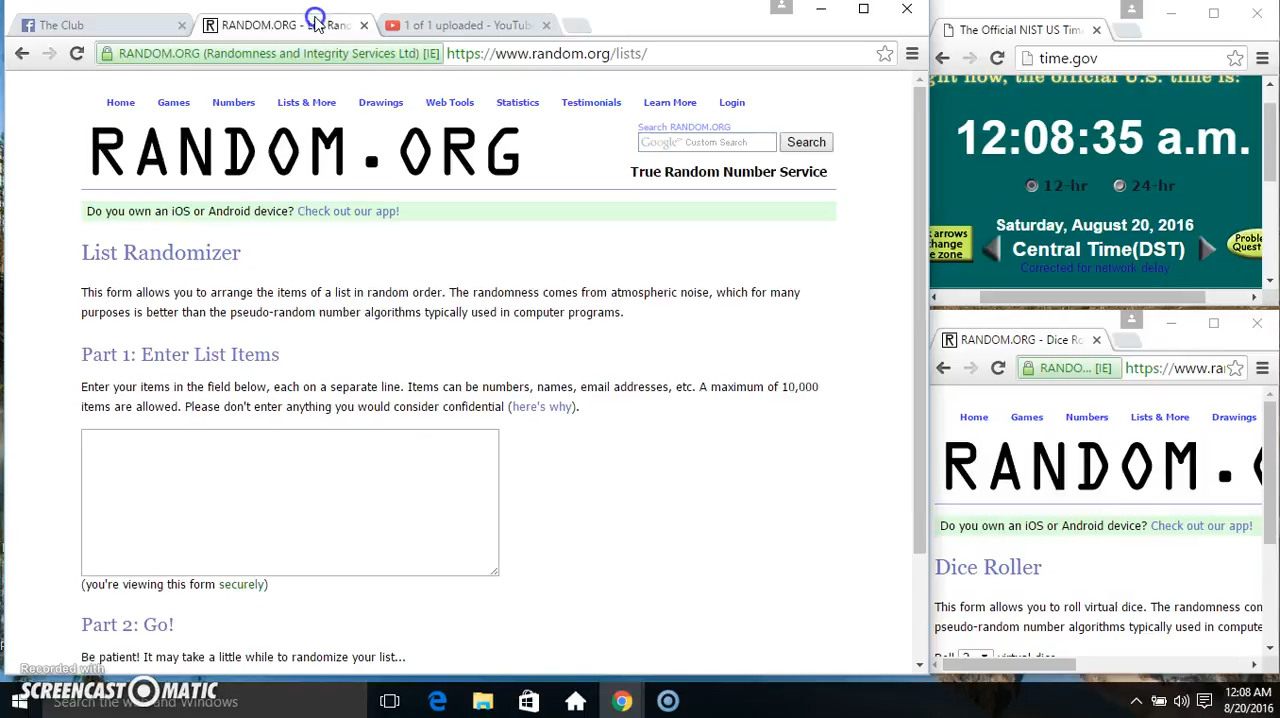 The Club
RANDOM.ORG - List Rand
1 of 1 uploaded - YouTub
RANDOM.ORG (Randomness and Integrity Services Ltd) [IE]
https://www.random.org/lists/
Home Games Numbers Lists & More Drawings Web Tools Statistics Testimonials Learn More Login
RANDOM.ORG
Search RANDOM.ORG
Google™ Custom Search
Search
True Random Number Service
Do you own an iOS or Android device? Check out our app!
List Randomizer
This form allows you to arrange the items of a list in random order. The randomness comes from atmospheric noise, which for many
purposes is better than the pseudo-random number algorithms typically used in computer programs.
Part 1: Enter List Items
Enter your items in the field below, each on a separate line. Items can be numbers, names, email addresses, etc. A maximum of 10,000
items are allowed. Please don't enter anything you would consider confidential (here's why).
(you're viewing this form securely)
Part 2: Go!
Be patient! It may take a little while to randomize your list...
The Official NIST US Tim
time.gov
right now, the official U.S. time is:
12:08:35 a.m.
12-hr 24-hr
Saturday, August 20, 2016
k arrows
change
e zone
Central Time(DST)
Corrected for network delay
Proble
Quest
RANDOM.ORG - Dice Ro
RANDO... [IE]
https://www.ra
Home Games Numbers Lists & More Drawings
RANDOM.O
Do you own an iOS or Android device? Check out our app!
Dice Roller
This form allows you to roll virtual dice. The randomness con
pseudo-random number algorithms typically used in compute
Roll 2 virtual dice
Recorded with
SCREENCAST-O-MATIC
Search the web and Windows
12:08 AM
8/20/2016